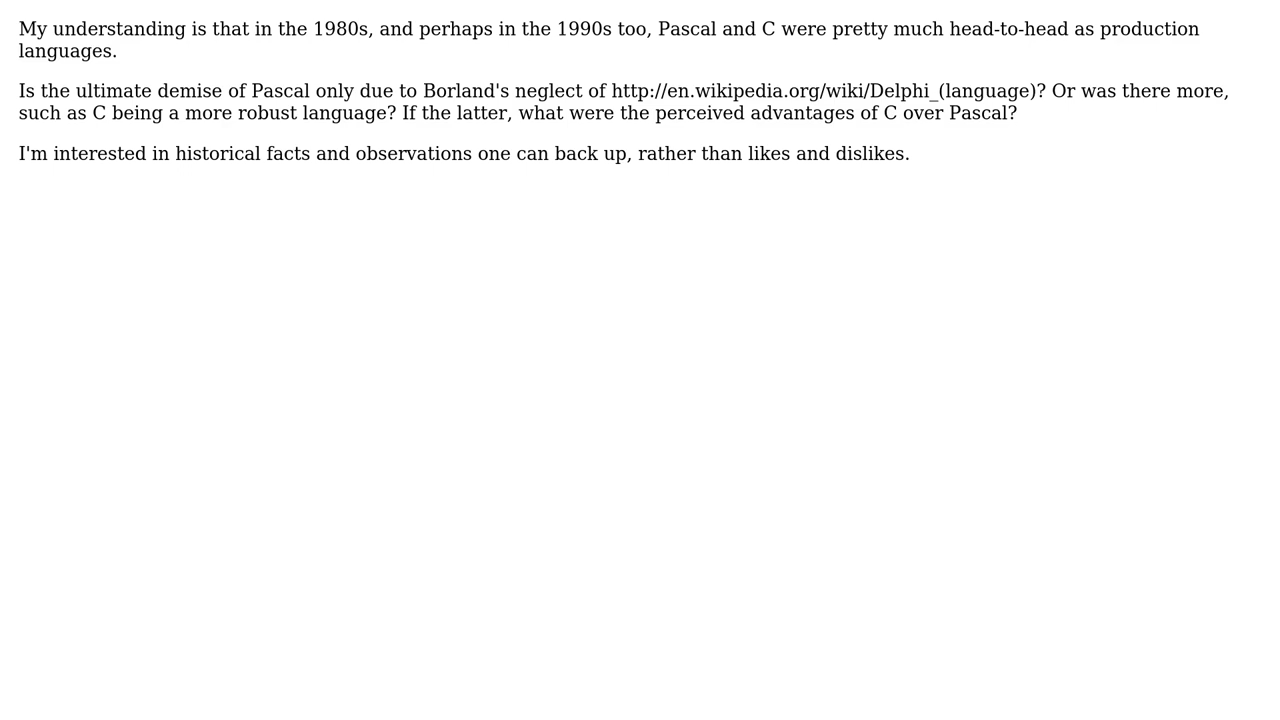 My understanding is that in the 1980s, and perhaps in the 1990s too, Pascal and C were pretty much head-to-head as production
languages.
Is the ultimate demise of Pascal only due to Borland's neglect of http://en.wikipedia.org/wiki/Delphi_(language)? Or was there more,
such as C being a more robust language? If the latter, what were the perceived advantages of C over Pascal?
I'm interested in historical facts and observations one can back up, rather than likes and dislikes.